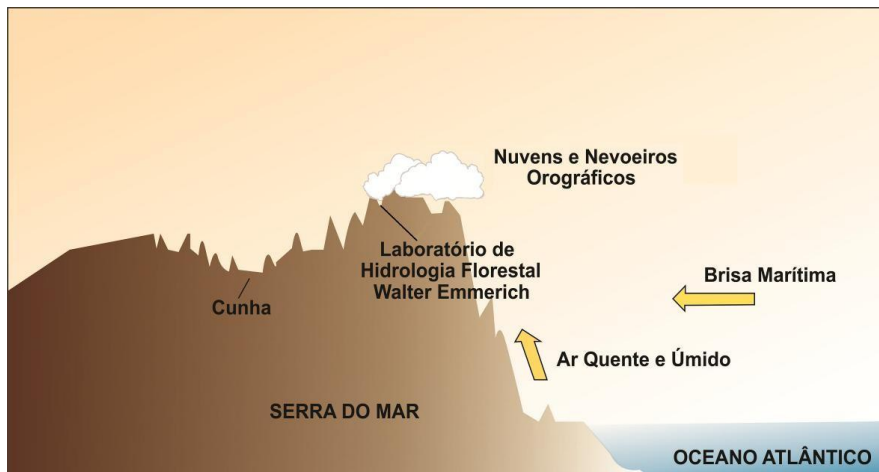 Nuvens e Nevoeiros
Orográficos
Laboratório de
Hidrologia Florestal
Walter Emmerich
Brisa Marítima
Cunha
Ar Quente e Úmido
SERRA DO MAR
OCEANO ATLÂNTICO